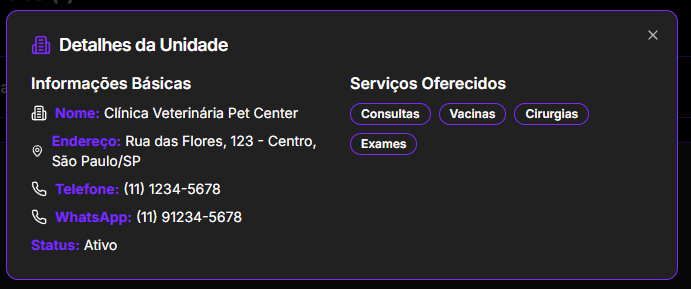 Detalhes da Unidade
Informações Básicas
Nome: Clínica Veterinária Pet Center
Endereço: Rua das Flores, 123 - Centro,
São Paulo/SP
Telefone: (11) 1234-5678
WhatsApp: (11) 91234-5678
Status: Ativo
Serviços Oferecidos
Consultas
Vacinas
Cirurgias
Exames